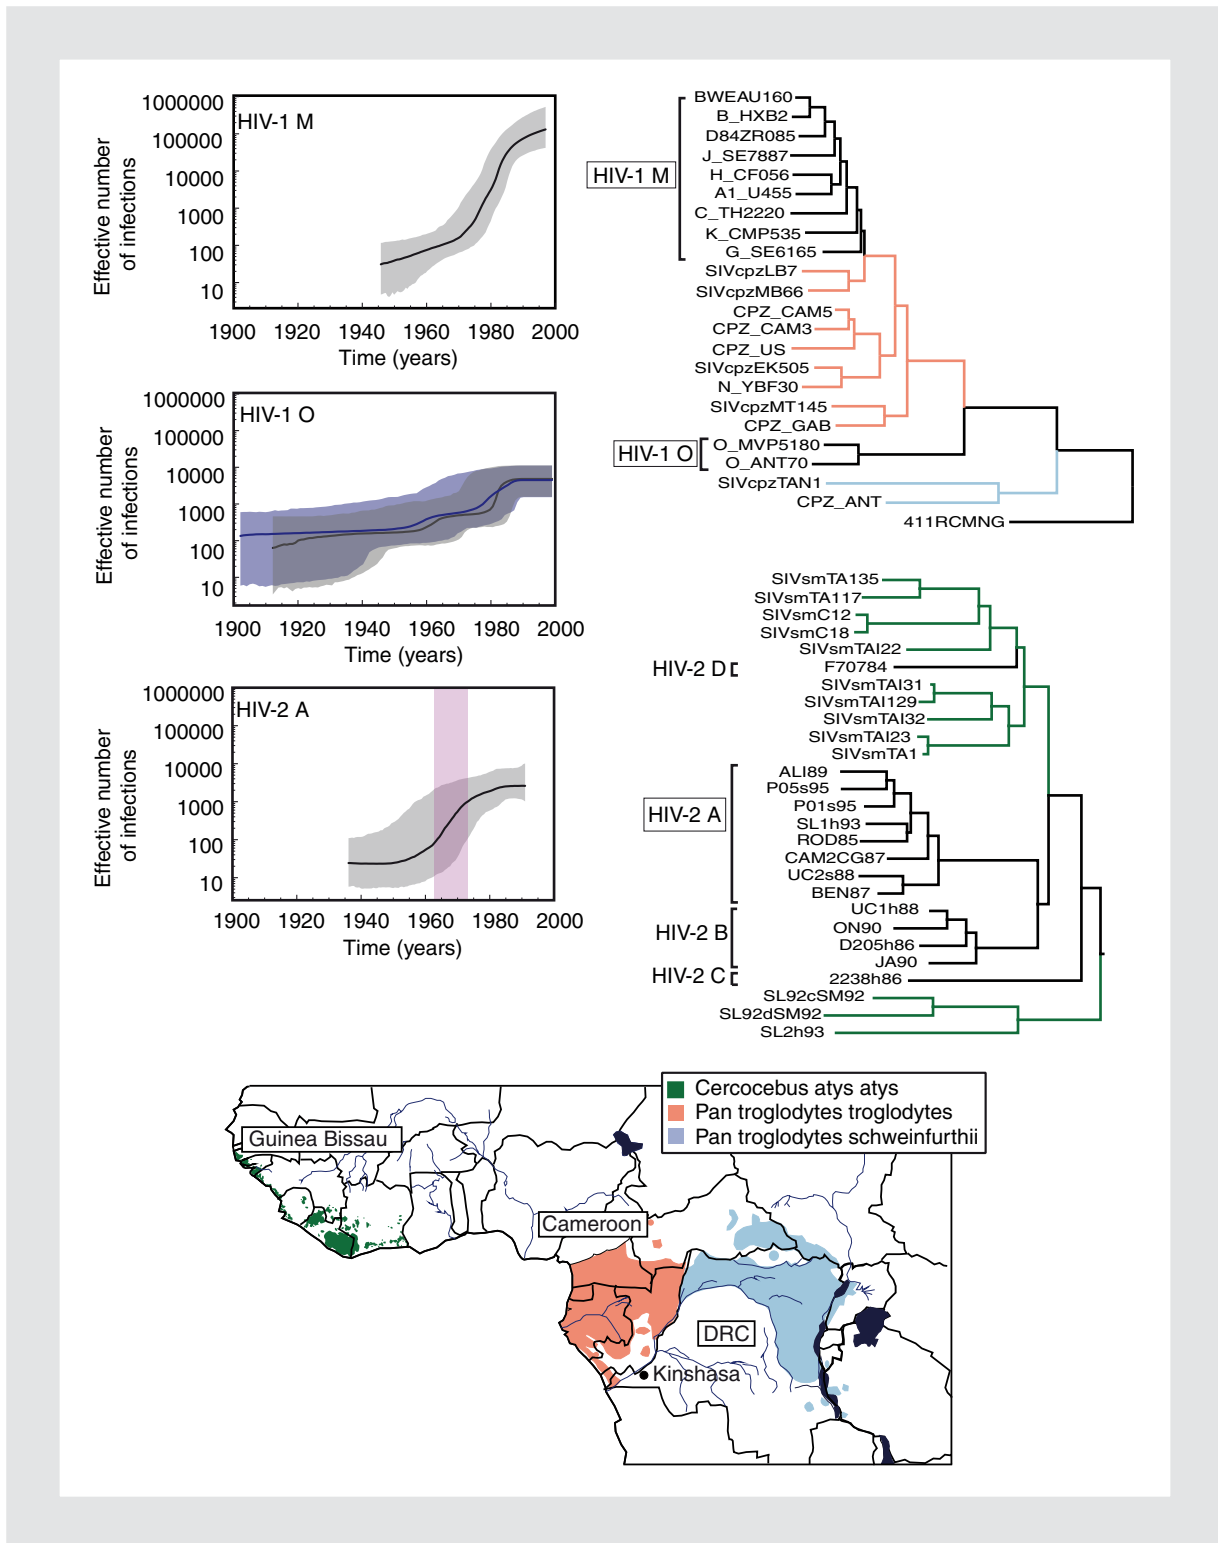 1000000
100000
10000
1000
100
10
HIV-1 M
Effective number
of infections
1900 1920 1940 1960 1980 2000
Time (years)
1000000
100000
10000
1000
100
10
HIV-1 O
Effective number
of infections
1900 1920 1940 1960 1980 2000
Time (years)
1000000
100000
10000
1000
100
10
HIV-2 A
Effective number
of infections
1900 1920 1940 1960 1980 2000
Time (years)
HIV-1 M
BWEAU160
B_HXB2
D84ZR085
J_SE7887
H_CF056
A1_U455
C_TH2220
K_CMP535
G_SE6165
SIVcpzLB7
SIVcpzMB66
CPZ_CAM5
CPZ_CAM3
CPZ_US
SIVcpzEK505
N_YBF30
SIVcpzMT145
CPZ_GAB
HIV-1 O
O_MVP5180
O_ANT70
SIVcpzTAN1
CPZ_ANT
411RCMNG
SIVsmTA135
SIVsmTA117
SIVsmC12
SIVsmC18
SIVsmTAI22
HIV-2 D
F70784
SIVsmTAI31
SIVsmTAI129
SIVsmTAI32
SIVsmTAI23
SIVsmTA1
HIV-2 A
ALI89
P05s95
P01s95
SL1h93
ROD85
CAM2CG87
UC2s88
BEN87
HIV-2 B
UC1h88
ON90
D205h86
JA90
HIV-2 C
2238h86
SL92cSM92
SL92dSM92
SL2h93
Cercocebus atys atys
Pan troglodytes troglodytes
Pan troglodytes schweinfurthii
Guinea Bissau
Cameroon
DRC
Kinshasa